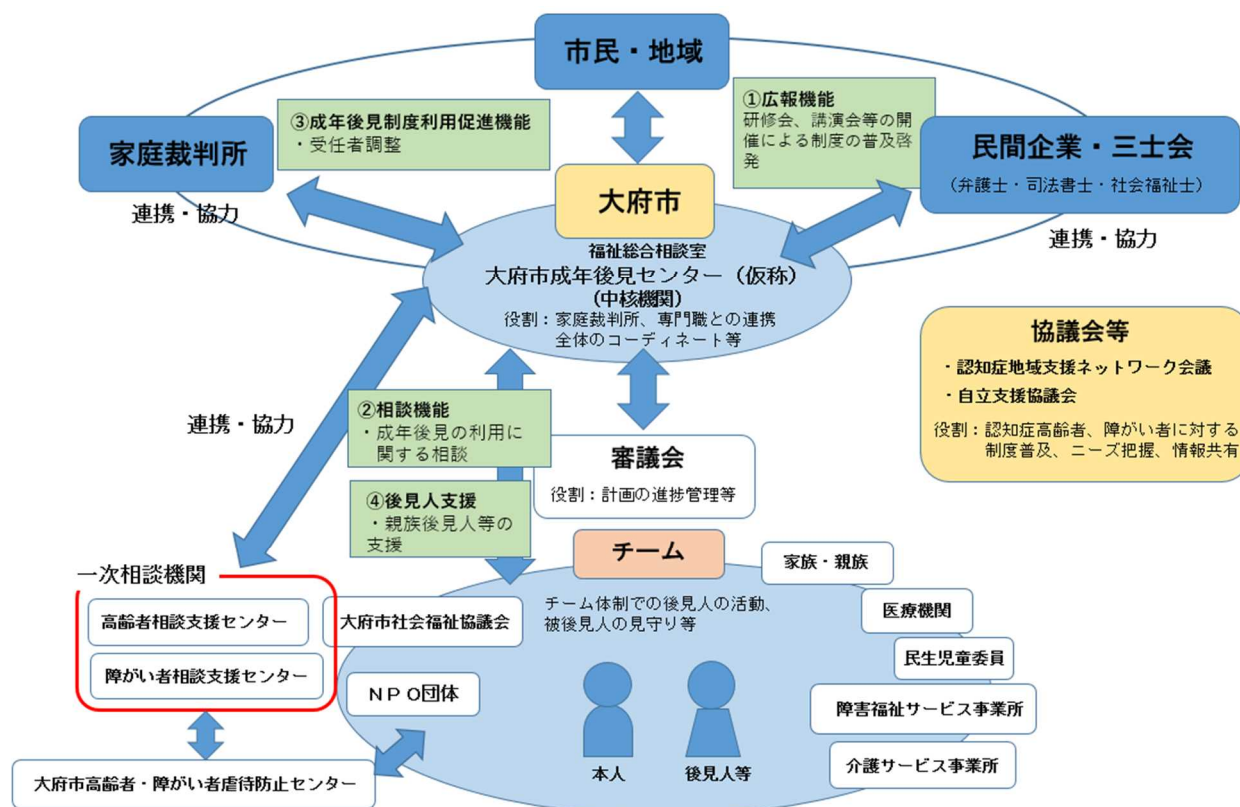 市民・地域
③成年後見制度利用促進機能
・受任者調整
①広報機能
研修会、講演会等の開
催による制度の普及啓
発
家庭裁判所
連携・協力
民間企業・三士会
（弁護士・司法書士・社会福祉士）
連携・協力
大府市
福祉総合相談室
大府市成年後見センター（仮称）
(中核機関)
役割：家庭裁判所、専門職との連携
全体のコーディネート等
協議会等
・認知症地域支援ネットワーク会議
・自立支援協議会
役割：認知症高齢者、障がい者に対する
制度普及、ニーズ把握、情報共有
連携・協力
②相談機能
・成年後見の利用に
関する相談
④後見人支援
・親族後見人等の
支援
審議会
役割：計画の進捗管理等
チーム
チーム体制での後見人の活動、
被後見人の見守り等
一次相談機関
高齢者相談支援センター
障がい者相談支援センター
大府市社会福祉協議会
ＮＰＯ団体
大府市高齢者・障がい者虐待防止センター
本人
後見人等
家族・親族
医療機関
民生児童委員
障害福祉サービス事業所
介護サービス事業所